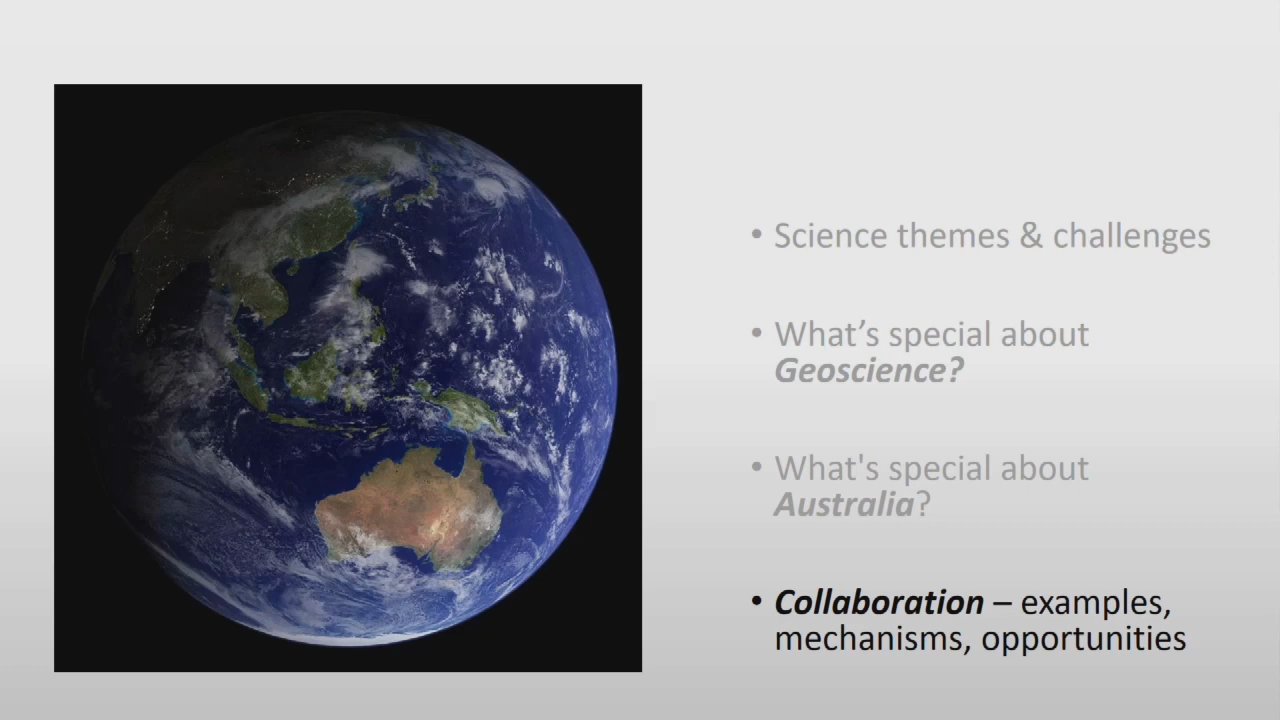 • Science themes & challenges
• What’s special about
Geoscience?
• What's special about
Australia?
• Collaboration – examples,
mechanisms, opportunities